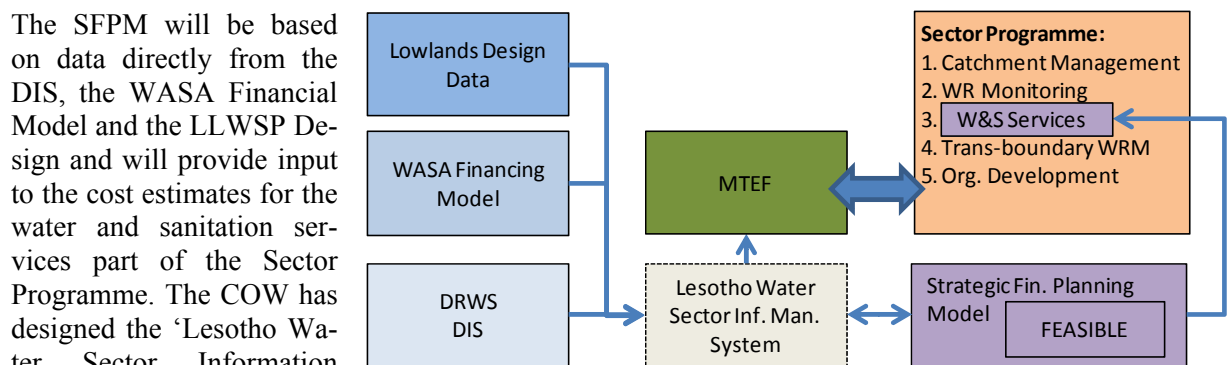 The SFPM will be based
on data directly from the
DIS, the WASA Financial
Model and the LLWSP De-
sign and will provide input
to the cost estimates for the
water and sanitation ser-
vices part of the Sector
Programme. The COW has
designed the ‘Lesotho Wa-
ter Sector Information
Lowlands Design
Data
WASA Financing
Model
DRWS
DIS
MTEF
Lesotho Water
Sector Inf. Man.
System
Sector Programme:
1. Catchment Management
2. WR Monitoring
3. W&S Services
4. Trans-boundary WRM
5. Org. Development
Strategic Fin. Planning
Model
FEASIBLE